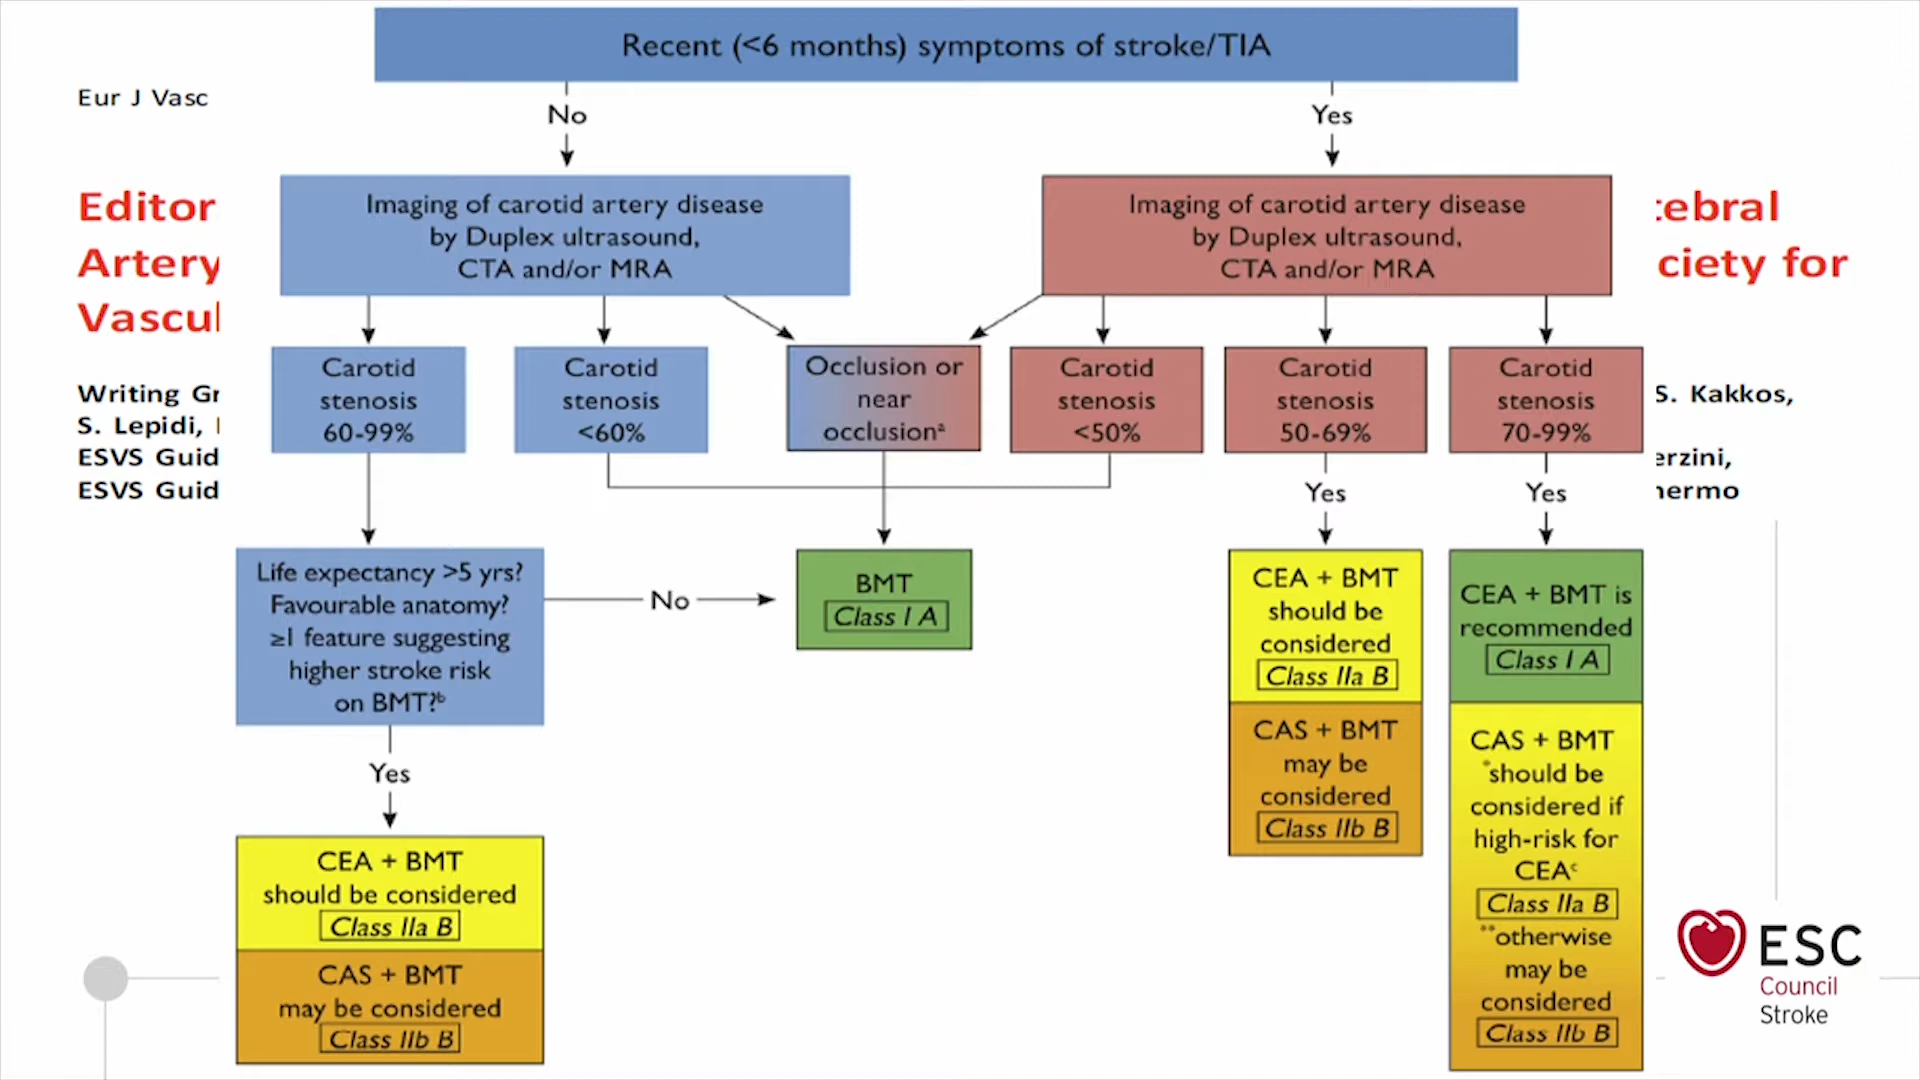 Recent (<6 months) symptoms of stroke/TIA
Eur J Vasc
No
Yes
Editor
Artery
Vascul
tebral
ciety for
Imaging of carotid artery disease
by Duplex ultrasound,
CTA and/or MRA
Imaging of carotid artery disease
by Duplex ultrasound,
CTA and/or MRA
Writing Gr
S. Lepidi,
ESVS Guid
ESVS Guid
S. Kakkos,
erzini,
hermo
Carotid
stenosis
60-99%
Carotid
stenosis
<60%
Occlusion or
near
occlusionᵃ
Carotid
stenosis
<50%
Carotid
stenosis
50-69%
Carotid
stenosis
70-99%
Yes
Yes
Life expectancy >5 yrs?
Favourable anatomy?
≥1 feature suggesting
higher stroke risk
on BMT?ᵇ
No
BMT
Class I A
CEA + BMT
should be
considered
Class IIa B
CAS + BMT
may be
considered
Class IIb B
CEA + BMT is
recommended
Class I A
CAS + BMT
*should be
considered if
high-risk for
CEAᶜ
Class IIa B
**otherwise
may be
considered
Class IIb B
Yes
CEA + BMT
should be considered
Class IIa B
CAS + BMT
may be considered
Class IIb B
ESC
Council
Stroke